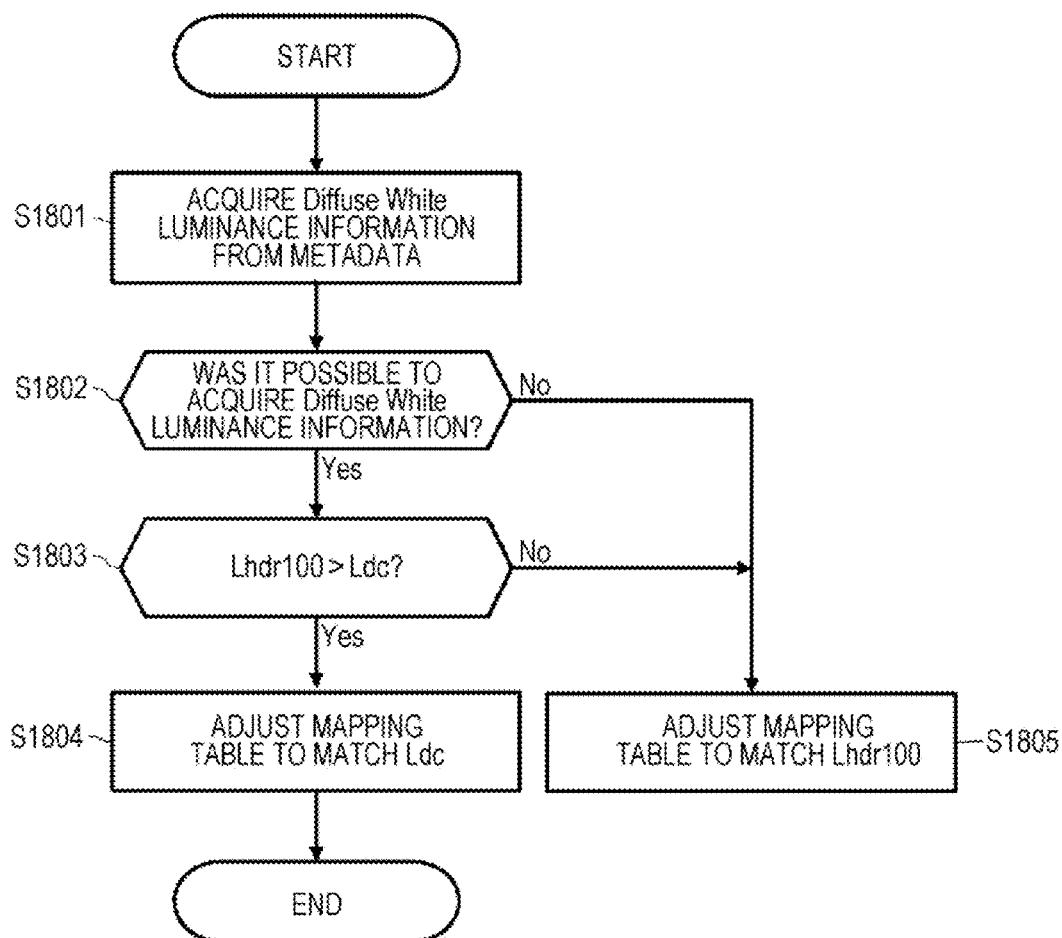 START
S1801
ACQUIRE Diffuse White
LUMINANCE INFORMATION
FROM METADATA
S1802
WAS IT POSSIBLE TO
ACQUIRE Diffuse White
LUMINANCE INFORMATION?
No
Yes
S1803
Lhdr100 > Ldc?
No
Yes
S1804
ADJUST MAPPING
TABLE TO MATCH Ldc
ADJUST MAPPING
TABLE TO MATCH Lhdr100
S1805
END